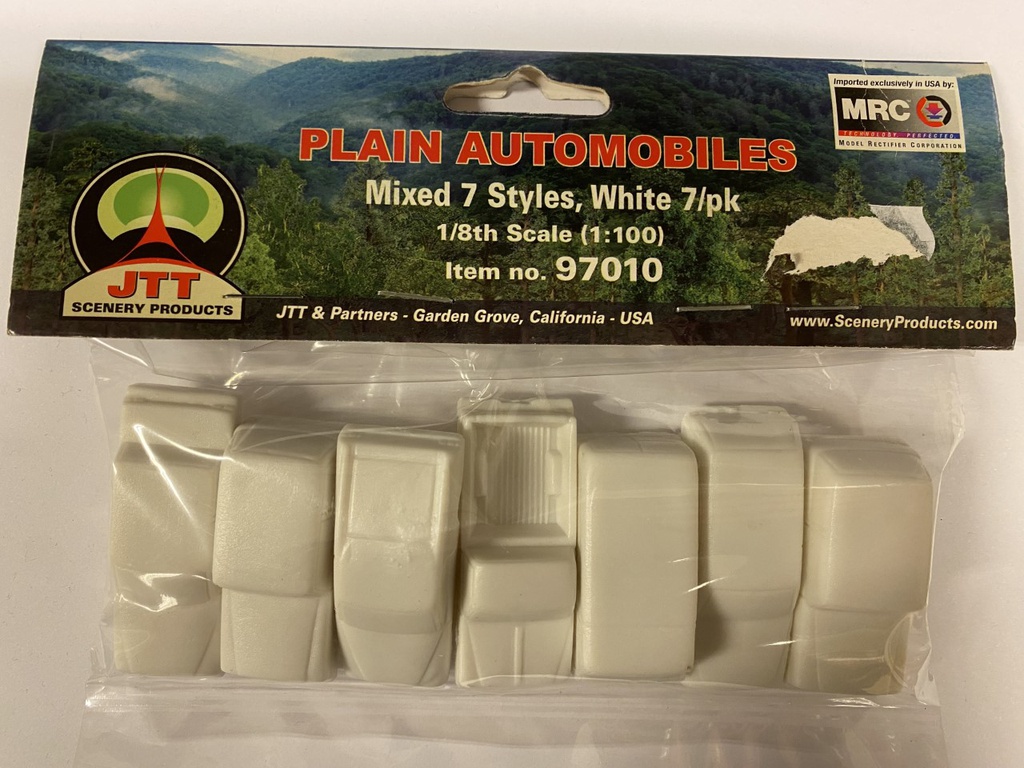 Imported exclusively in USA by:
MRC
TECHNOLOGY. PERFECTED.
MODEL RECTIFIER CORPORATION
PLAIN AUTOMOBILES
Mixed 7 Styles, White 7/pk
1/8th Scale (1:100)
Item no. 97010
JTT
SCENERY PRODUCTS
JTT & Partners - Garden Grove, California - USA
www.SceneryProducts.com